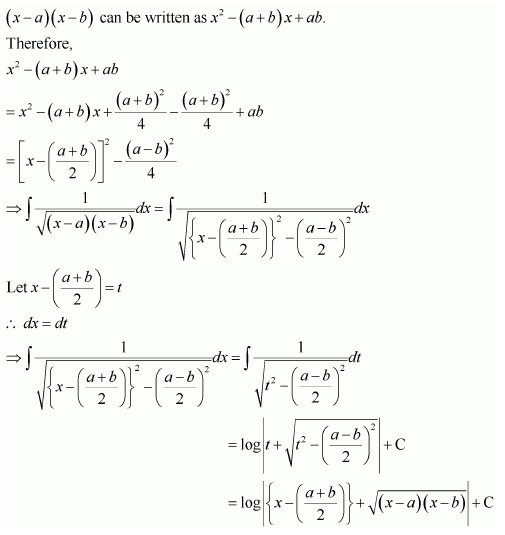 (x−a)(x−b) can be written as x² −(a+b)x+ab.
Therefore,
x² −(a+b)x+ab
= x² −(a+b)x + (a+b)²/4 − (a+b)²/4 + ab
= [x−((a+b)/2)]² − (a−b)²/4
⇒ ∫ 1/√((x−a)(x−b)) dx = ∫ 1/√({x−((a+b)/2)}² − ((a−b)/2)²) dx
Let x−((a+b)/2) = t
∴ dx = dt
⇒ ∫ 1/√({x−((a+b)/2)}² − ((a−b)/2)²) dx = ∫ 1/√(t² − ((a−b)/2)²) dt
= log|t+√(t² − ((a−b)/2)²)| + C
= log|{x−((a+b)/2)}+√((x−a)(x−b))| + C